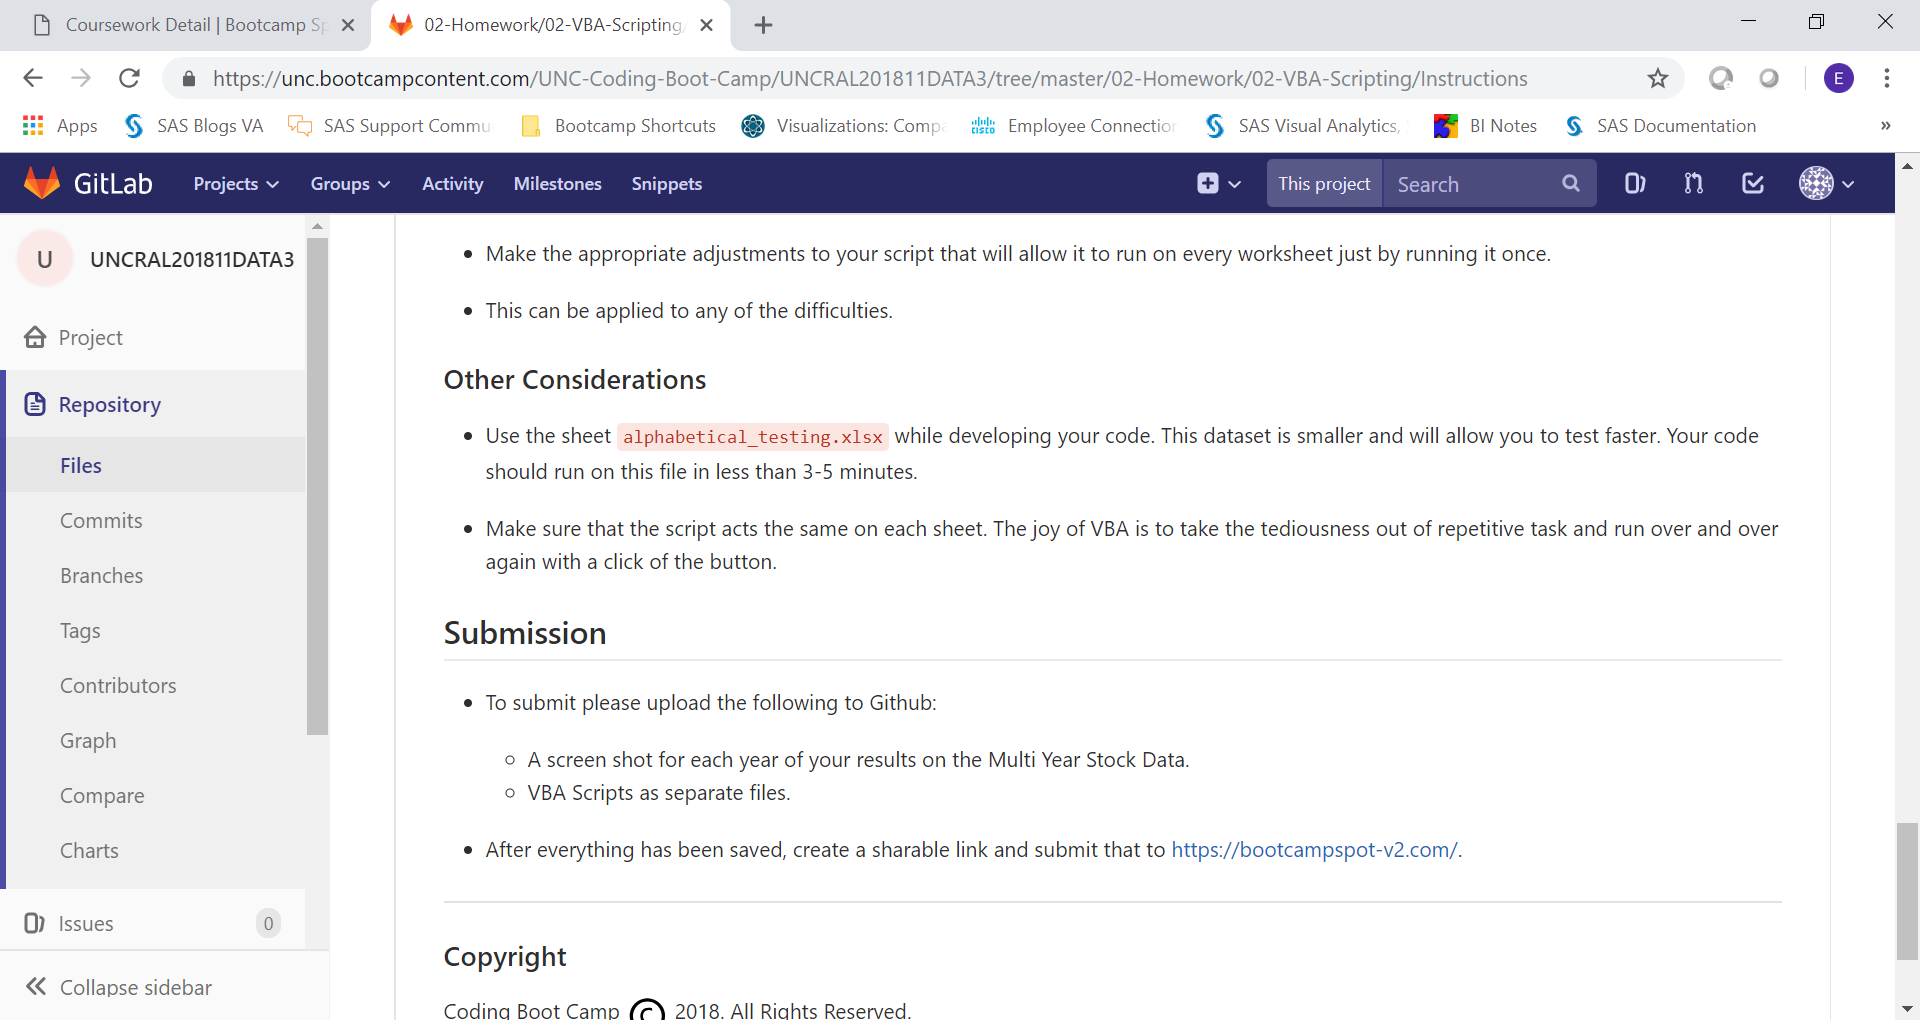 Coursework Detail | Bootcamp Sp
02-Homework/02-VBA-Scripting/
https://unc.bootcampcontent.com/UNC-Coding-Boot-Camp/UNCRAL201811DATA3/tree/master/02-Homework/02-VBA-Scripting/Instructions
E
Apps
SAS Blogs VA
SAS Support Commu
Bootcamp Shortcuts
Visualizations: Compa
Employee Connection
SAS Visual Analytics,
BI Notes
SAS Documentation
»
GitLab
Projects
Groups
Activity
Milestones
Snippets
This project
Search
U
UNCRAL201811DATA3
Project
Repository
Files
Commits
Branches
Tags
Contributors
Graph
Compare
Charts
Issues
0
Collapse sidebar
Make the appropriate adjustments to your script that will allow it to run on every worksheet just by running it once.
This can be applied to any of the difficulties.
Other Considerations
Use the sheet alphabetical_testing.xlsx while developing your code. This dataset is smaller and will allow you to test faster. Your code
should run on this file in less than 3-5 minutes.
Make sure that the script acts the same on each sheet. The joy of VBA is to take the tediousness out of repetitive task and run over and over
again with a click of the button.
Submission
To submit please upload the following to Github:
A screen shot for each year of your results on the Multi Year Stock Data.
VBA Scripts as separate files.
After everything has been saved, create a sharable link and submit that to https://bootcampspot-v2.com/.
Copyright
Coding Boot Camp © 2018. All Rights Reserved.